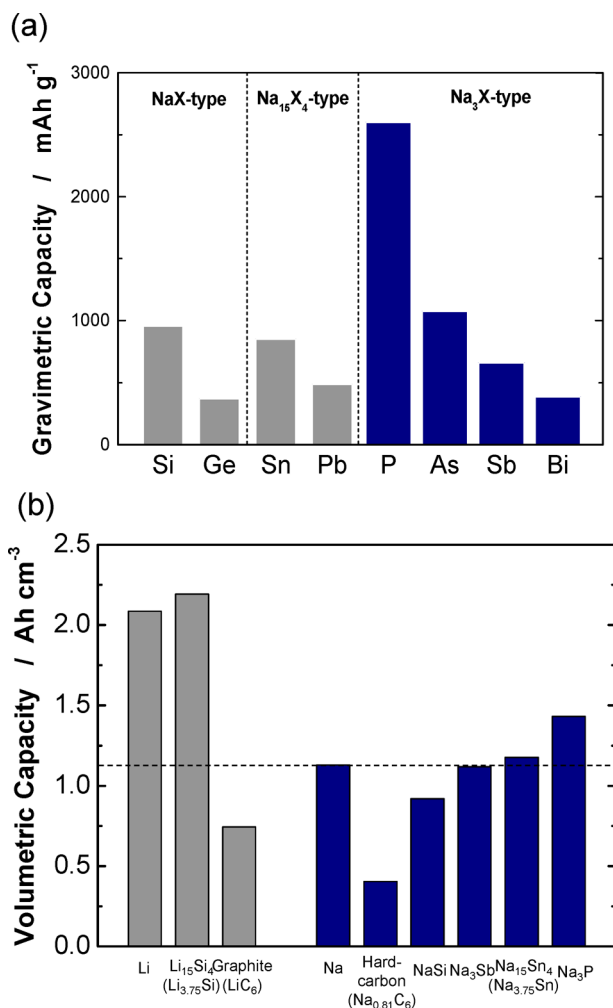 (a)
Gravimetric Capacity / mAh g⁻¹
3000
2000
1000
0
NaX-type
Na₁₅X₄-type
Na₃X-type
Si Ge Sn Pb P As Sb Bi
(b)
Volumetric Capacity / Ah cm⁻³
2.5
2.0
1.5
1.0
0.5
0.0
Li
Li₁₅Si₄
(Li₃.₇₅Si)
Graphite
(LiC₆)
Na
Hard-
carbon
(Na₀.₈₁C₆)
NaSi
Na₃Sb
Na₁₅Sn₄
(Na₃.₇₅Sn)
Na₃P